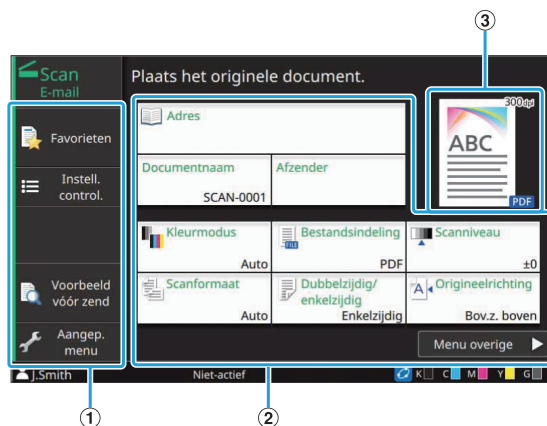 ③
Scan
E-mail
Plaats het originele document.
300dpi
ABC
PDF
Favorieten
Instell.
control.
Voorbeeld
vóór zend
Aangep.
menu
Adres
Documentnaam
SCAN-0001
Afzender
Kleurmodus
Auto
Bestandsindeling
FILE
PDF
Scanniveau
±0
Scanformaat
Auto
Dubbelzijdig/
enkelzijdig
Enkelzijdig
A
Origineelrichting
Bov.z. boven
Menu overige
J.Smith
Niet-actief
K C M Y G
① ②